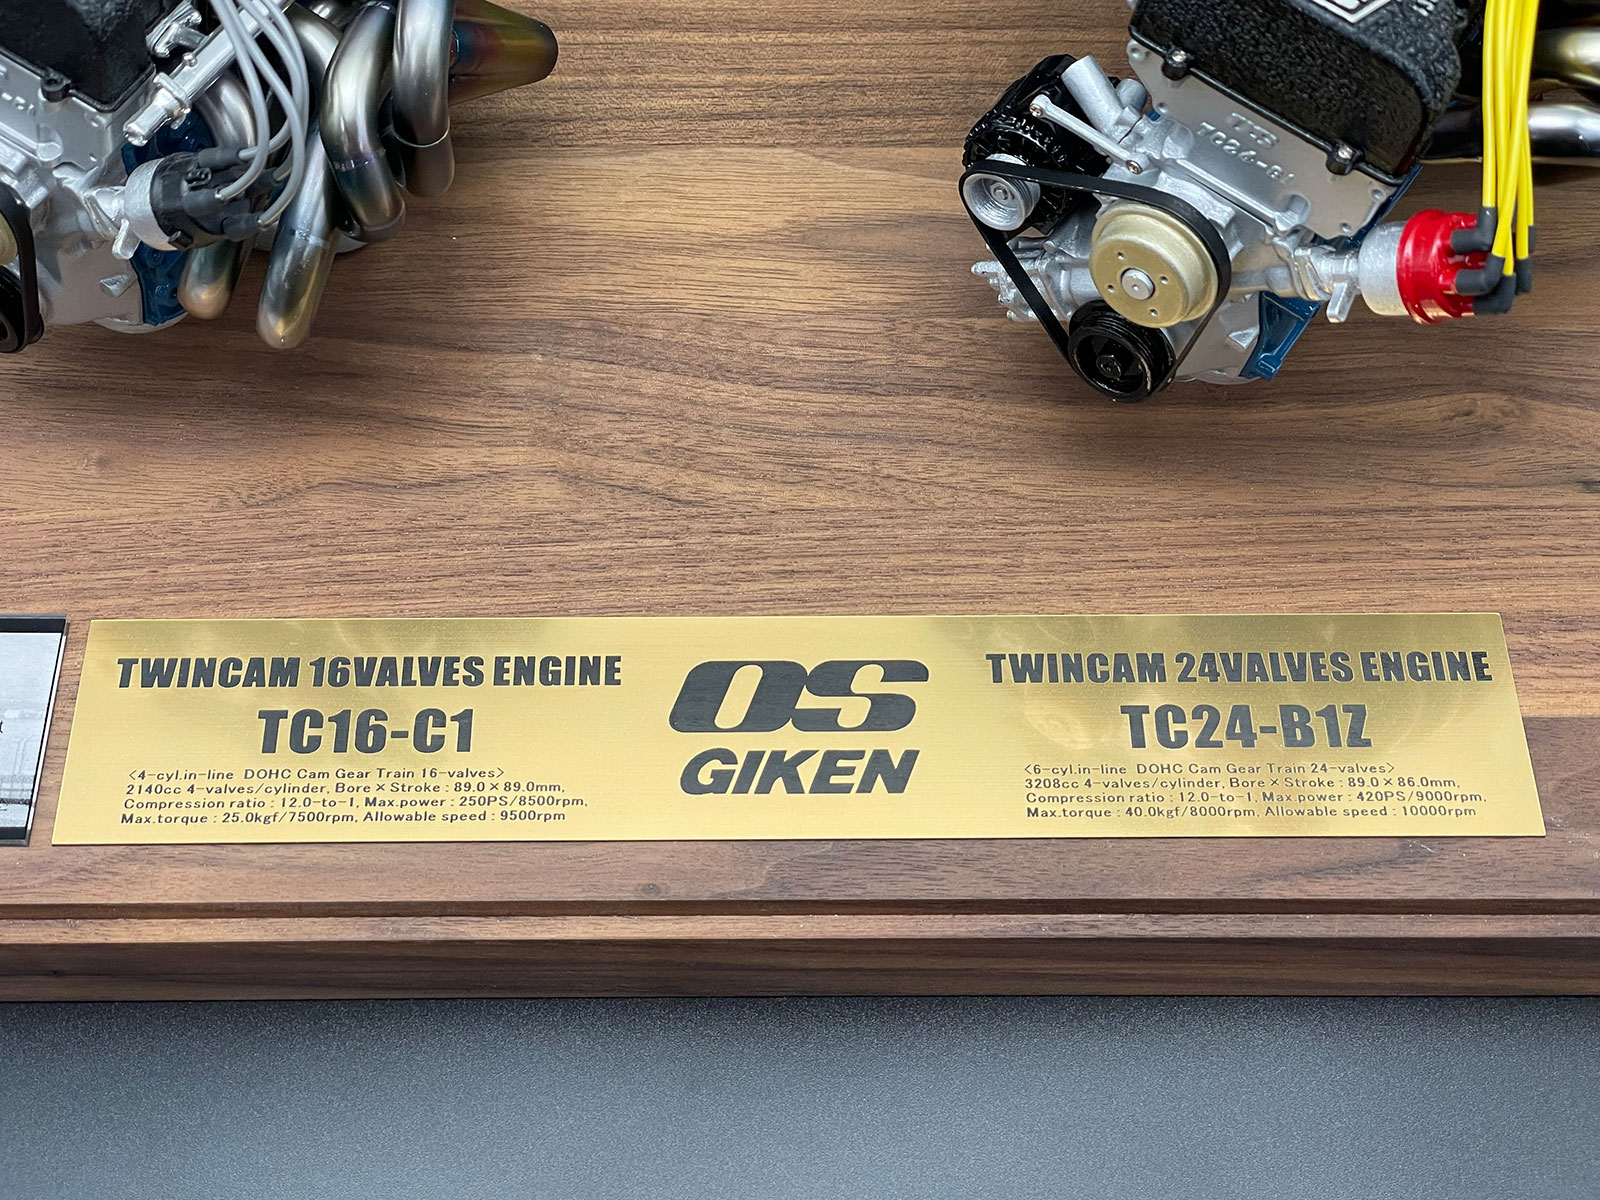 TWINCAM 16VALVES ENGINE
TC16-C1
<4-cyl.in-line DOHC Cam Gear Train 16-valves>
2140cc 4-valves/cylinder, Bore×Stroke : 89.0×89.0mm,
Compression ratio : 12.0-to-1, Max.power : 250PS/8500rpm,
Max.torque : 25.0kgf/7500rpm, Allowable speed : 9500rpm
OS
GIKEN
TWINCAM 24VALVES ENGINE
TC24-B1Z
<6-cyl.in-line DOHC Cam Gear Train 24-valves>
3208cc 4-valves/cylinder, Bore×Stroke : 89.0×86.0mm,
Compression ratio : 12.0-to-1, Max.power : 420PS/9000rpm,
Max.torque : 40.0kgf/8000rpm, Allowable speed : 10000rpm